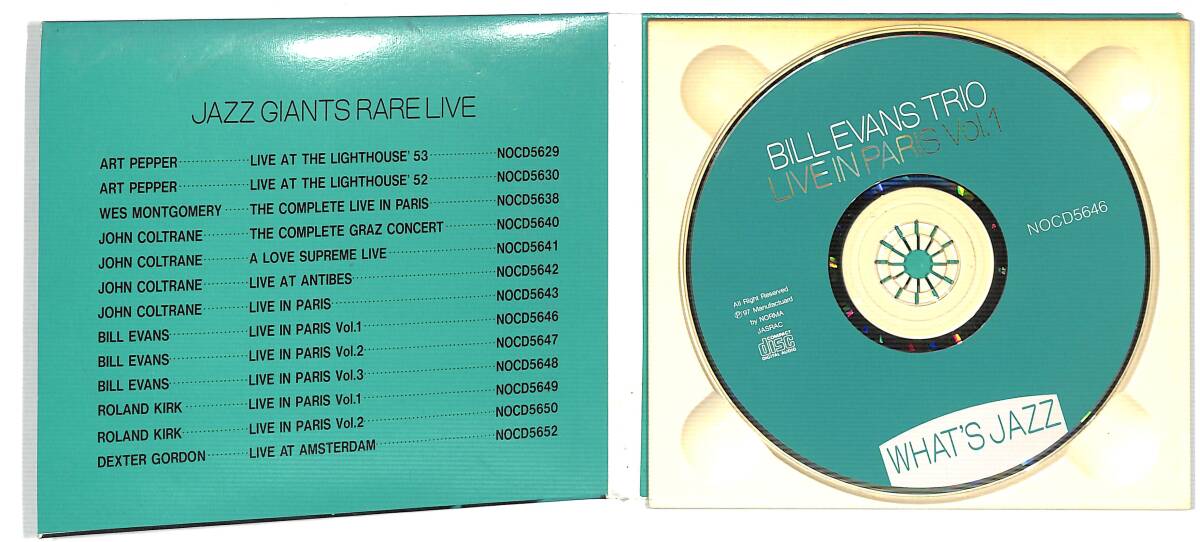 JAZZ GIANTS RARE LIVE
ART PEPPER LIVE AT THE LIGHTHOUSE' 53 NOCD5629
ART PEPPER LIVE AT THE LIGHTHOUSE' 52 NOCD5630
WES MONTGOMERY THE COMPLETE LIVE IN PARIS NOCD5638
JOHN COLTRANE THE COMPLETE GRAZ CONCERT NOCD5640
JOHN COLTRANE A LOVE SUPREME LIVE NOCD5641
JOHN COLTRANE LIVE AT ANTIBES NOCD5642
JOHN COLTRANE LIVE IN PARIS NOCD5643
BILL EVANS LIVE IN PARIS Vol.1 NOCD5646
BILL EVANS LIVE IN PARIS Vol.2 NOCD5647
BILL EVANS LIVE IN PARIS Vol.3 NOCD5648
ROLAND KIRK LIVE IN PARIS Vol.1 NOCD5649
ROLAND KIRK LIVE IN PARIS Vol.2 NOCD5650
DEXTER GORDON LIVE AT AMSTERDAM NOCD5652
BILL EVANS TRIO
LIVE IN PARIS Vol.1
NOCD5646
All Right Reserved
℗'97 Manufactuard
by NORMA
JASRAC
COMPACT
disc
DIGITAL AUDIO
WHAT'S JAZZ